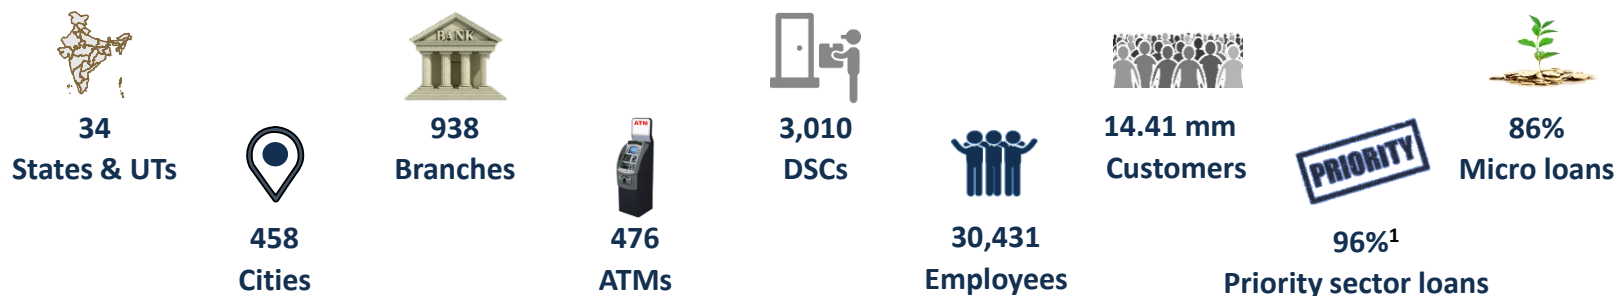 34
States & UTs
458
Cities
BANK
938
Branches
ATM
476
ATMs
3,010
DSCs
30,431
Employees
14.41 mm
Customers
PRIORITY
96%¹
Priority sector loans
86%
Micro loans